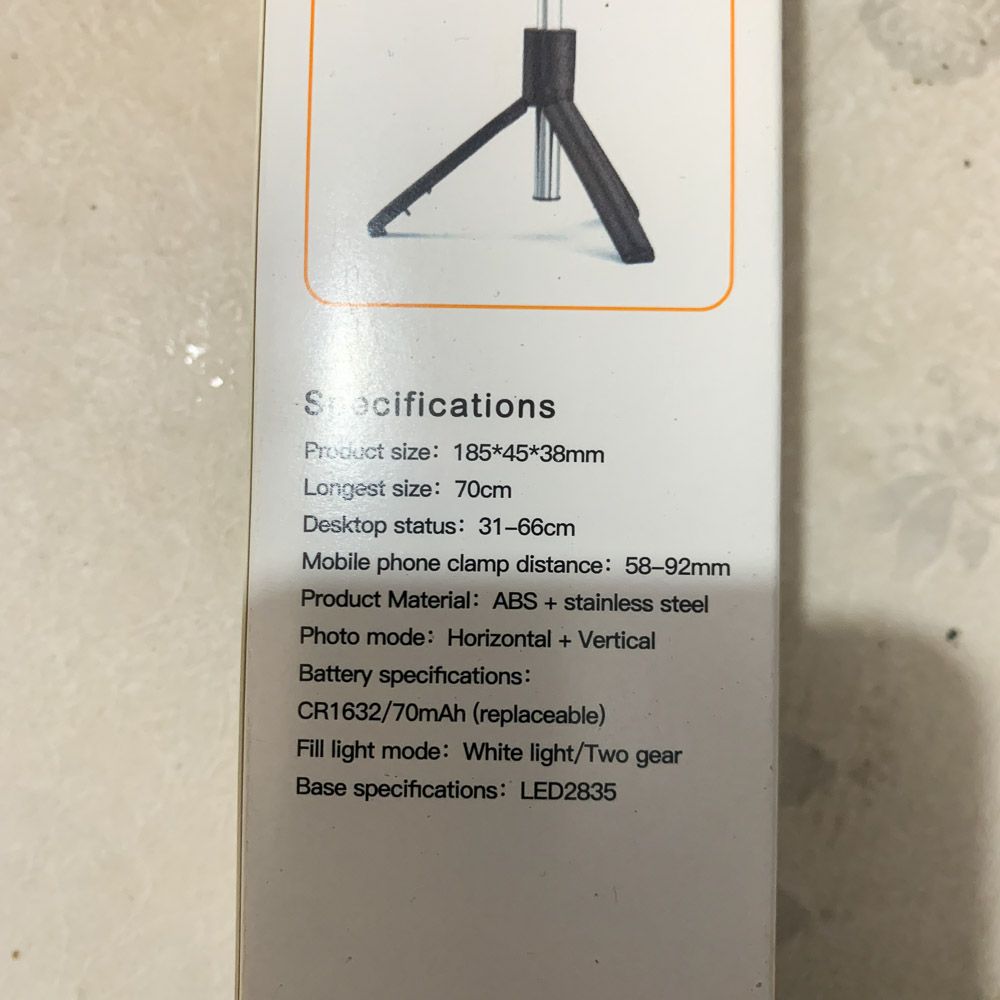 Specifications
Product size: 185*45*38mm
Longest size: 70cm
Desktop status: 31–66cm
Mobile phone clamp distance: 58–92mm
Product Material: ABS + stainless steel
Photo mode: Horizontal + Vertical
Battery specifications:
CR1632/70mAh (replaceable)
Fill light mode: White light/Two gear
Base specifications: LED2835